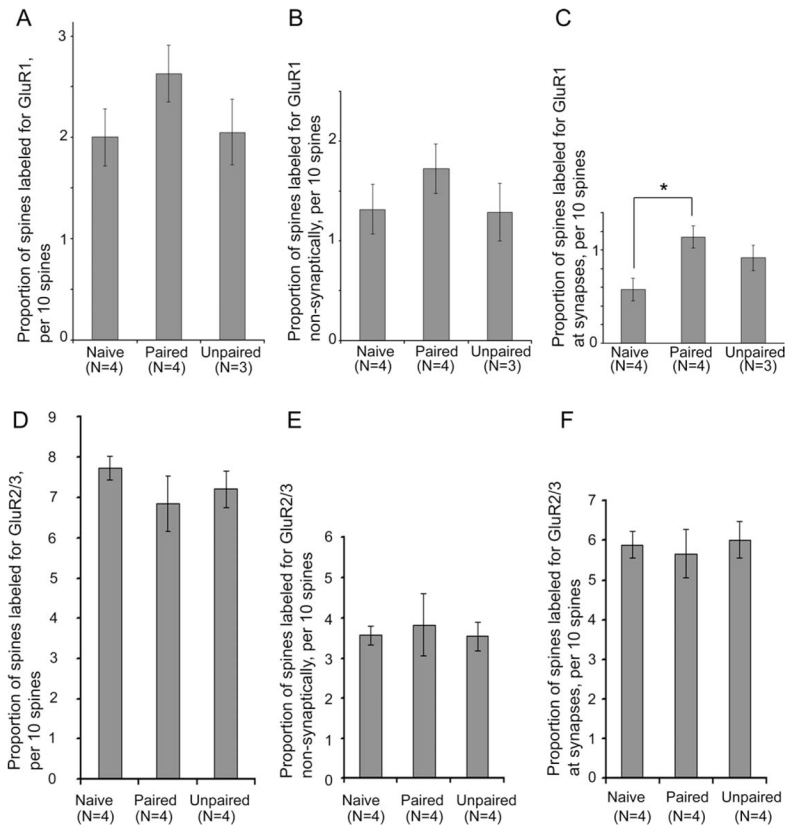 A
Proportion of spines labeled for GluR1,
per 10 spines
3
2
1
0
Naive
(N=4)
Paired
(N=4)
Unpaired
(N=3)
B
Proportion of spines labeled for GluR1
non-synaptically, per 10 spines
2
1
0
Naive
(N=4)
Paired
(N=4)
Unpaired
(N=3)
C
Proportion of spines labeled for GluR1
at synapses, per 10 spines
*
1
1
Naive
(N=4)
Paired
(N=4)
Unpaired
(N=3)
D
Proportion of spines labeled for GluR2/3,
per 10 spines
9
8
7
6
5
4
3
2
1
0
Naive
(N=4)
Paired
(N=4)
Unpaired
(N=4)
E
Proportion of spines labeled for GluR2/3
non-synaptically, per 10 spines
6
5
4
3
2
1
0
Naive
(N=4)
Paired
(N=4)
Unpaired
(N=4)
F
Proportion of spines labeled for GluR2/3
at synapses, per 10 spines
7
6
5
4
3
2
1
0
Naive
(N=4)
Paired
(N=4)
Unpaired
(N=4)